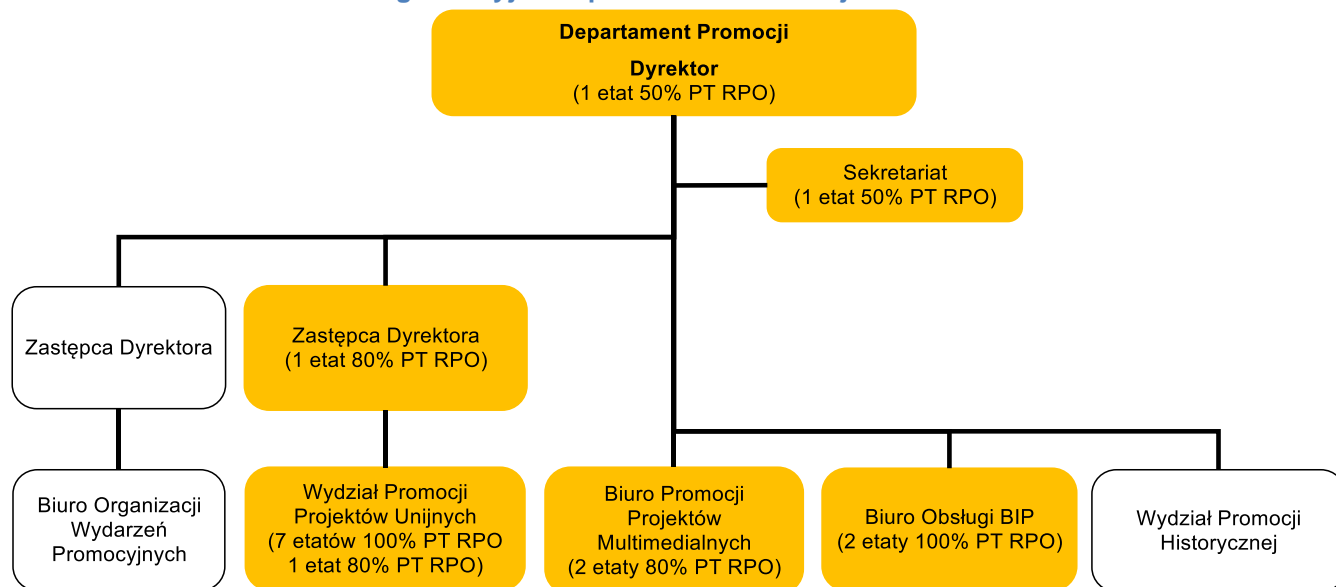 Departament Promocji
Dyrektor
(1 etat 50% PT RPO)
Sekretariat
(1 etat 50% PT RPO)
Zastępca Dyrektora
Zastępca Dyrektora
(1 etat 80% PT RPO)
Biuro Organizacji
Wydarzeń
Promocyjnych
Wydział Promocji
Projektów Unijnych
(7 etatów 100% PT RPO
1 etat 80% PT RPO)
Biuro Promocji
Projektów
Multimedialnych
(2 etaty 80% PT RPO)
Biuro Obsługi BIP
(2 etaty 100% PT RPO)
Wydział Promocji
Historycznej